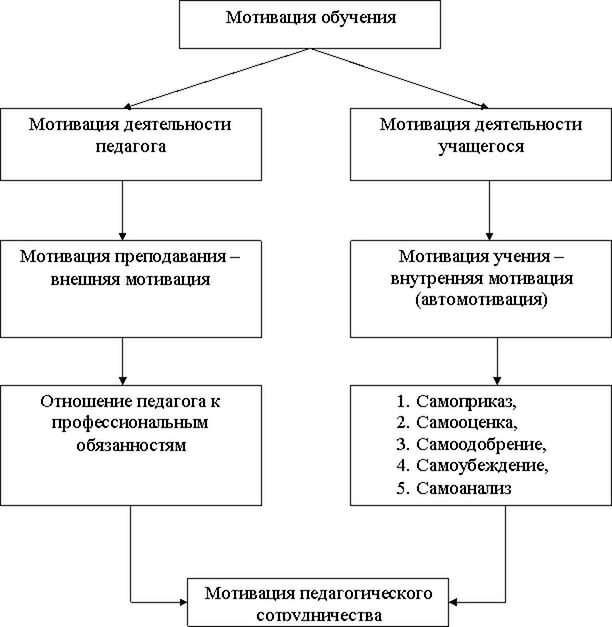 Мотивация обучения
Мотивация деятельности
педагога
Мотивация деятельности
учащегося
Мотивация преподавания –
внешняя мотивация
Мотивация учения –
внутренняя мотивация
(автомотивация)
Отношение педагога к
профессиональным
обязанностям
1. Самоприказ,
2. Самооценка,
3. Самоодобрение,
4. Самоубеждение,
5. Самоанализ
Мотивация педагогического
сотрудничества